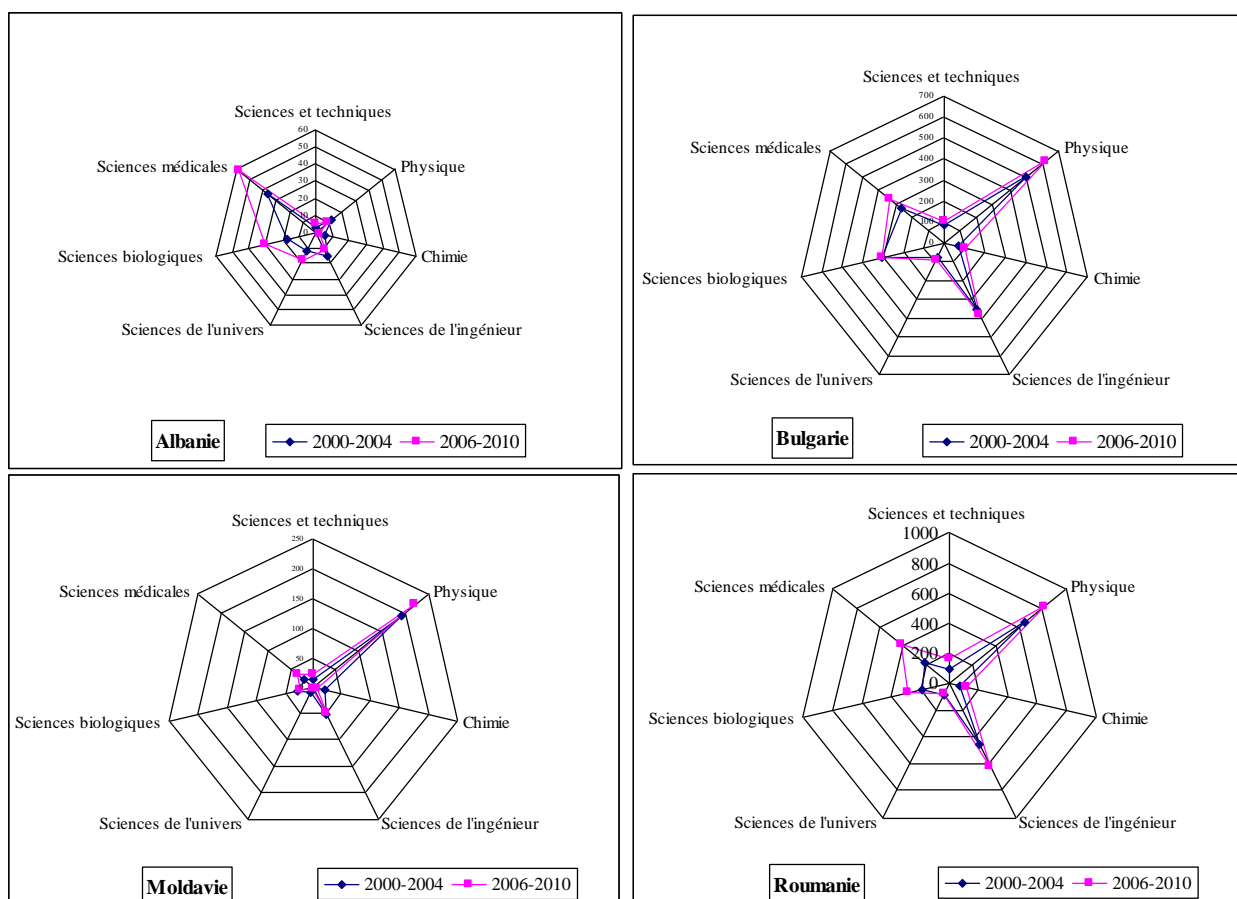 Sciences et techniques
60
50
40
30
20
10
0
Physique
Chimie
Sciences de l'ingénieur
Sciences de l'univers
Sciences biologiques
Sciences médicales
Albanie
2000-2004
2006-2010
Sciences et techniques
700
600
500
400
300
200
100
0
Physique
Chimie
Sciences de l'ingénieur
Sciences de l'univers
Sciences biologiques
Sciences médicales
Bulgarie
2000-2004
2006-2010
Sciences et techniques
250
200
150
100
50
0
Physique
Chimie
Sciences de l'ingénieur
Sciences de l'univers
Sciences biologiques
Sciences médicales
Moldavie
2000-2004
2006-2010
Sciences et techniques
1000
800
600
400
200
0
Physique
Chimie
Sciences de l'ingénieur
Sciences de l'univers
Sciences biologiques
Sciences médicales
Roumanie
2000-2004
2006-2010